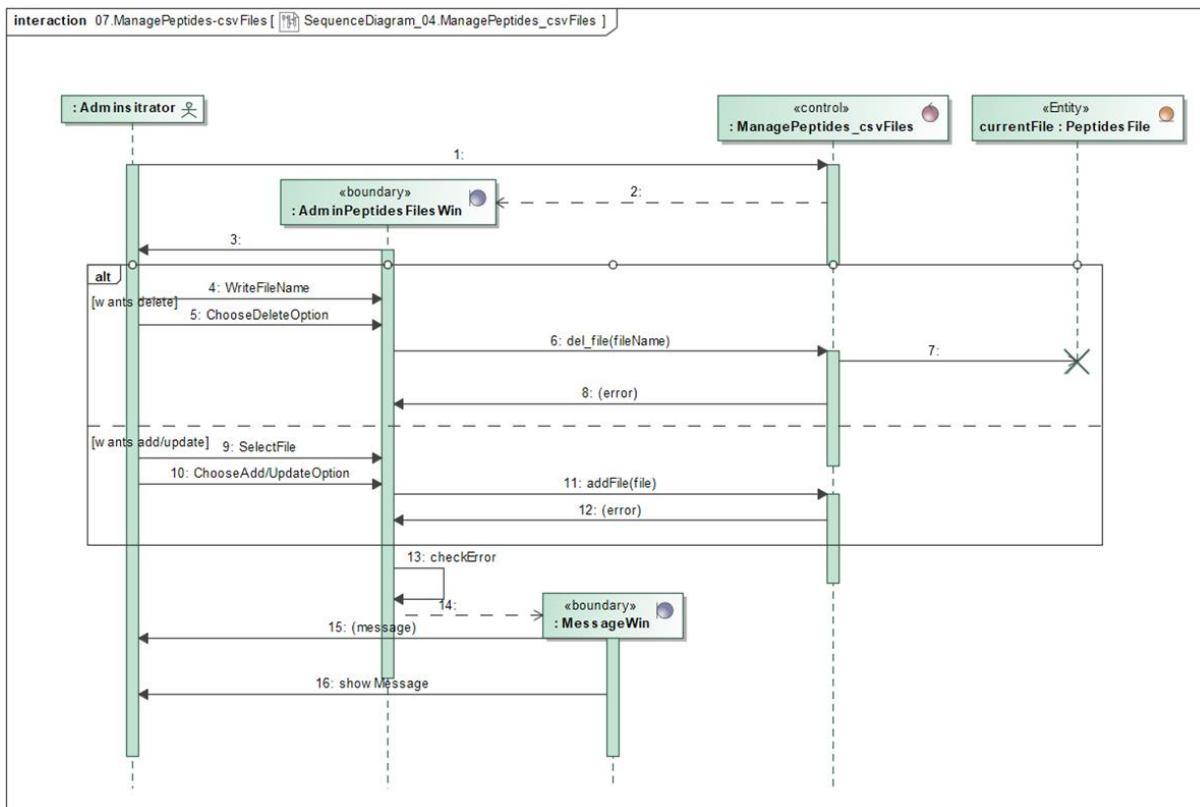 interaction 07.ManagePeptides-csvFiles [ SequenceDiagram_04.ManagePeptides_csvFiles ]
: Adminsitrator
«control»
: ManagePeptides_csvFiles
«Entity»
currentFile : PeptidesFile
1:
«boundary»
: AdminPeptidesFilesWin
2:
3:
alt
[wants delete]
4: WriteFileName
5: ChooseDeleteOption
6: del_file(fileName)
7:
8: (error)
[wants add/update]
9: SelectFile
10: ChooseAdd/UpdateOption
11: addFile(file)
12: (error)
13: checkError
14:
«boundary»
: MessageWin
15: (message)
16: showMessage